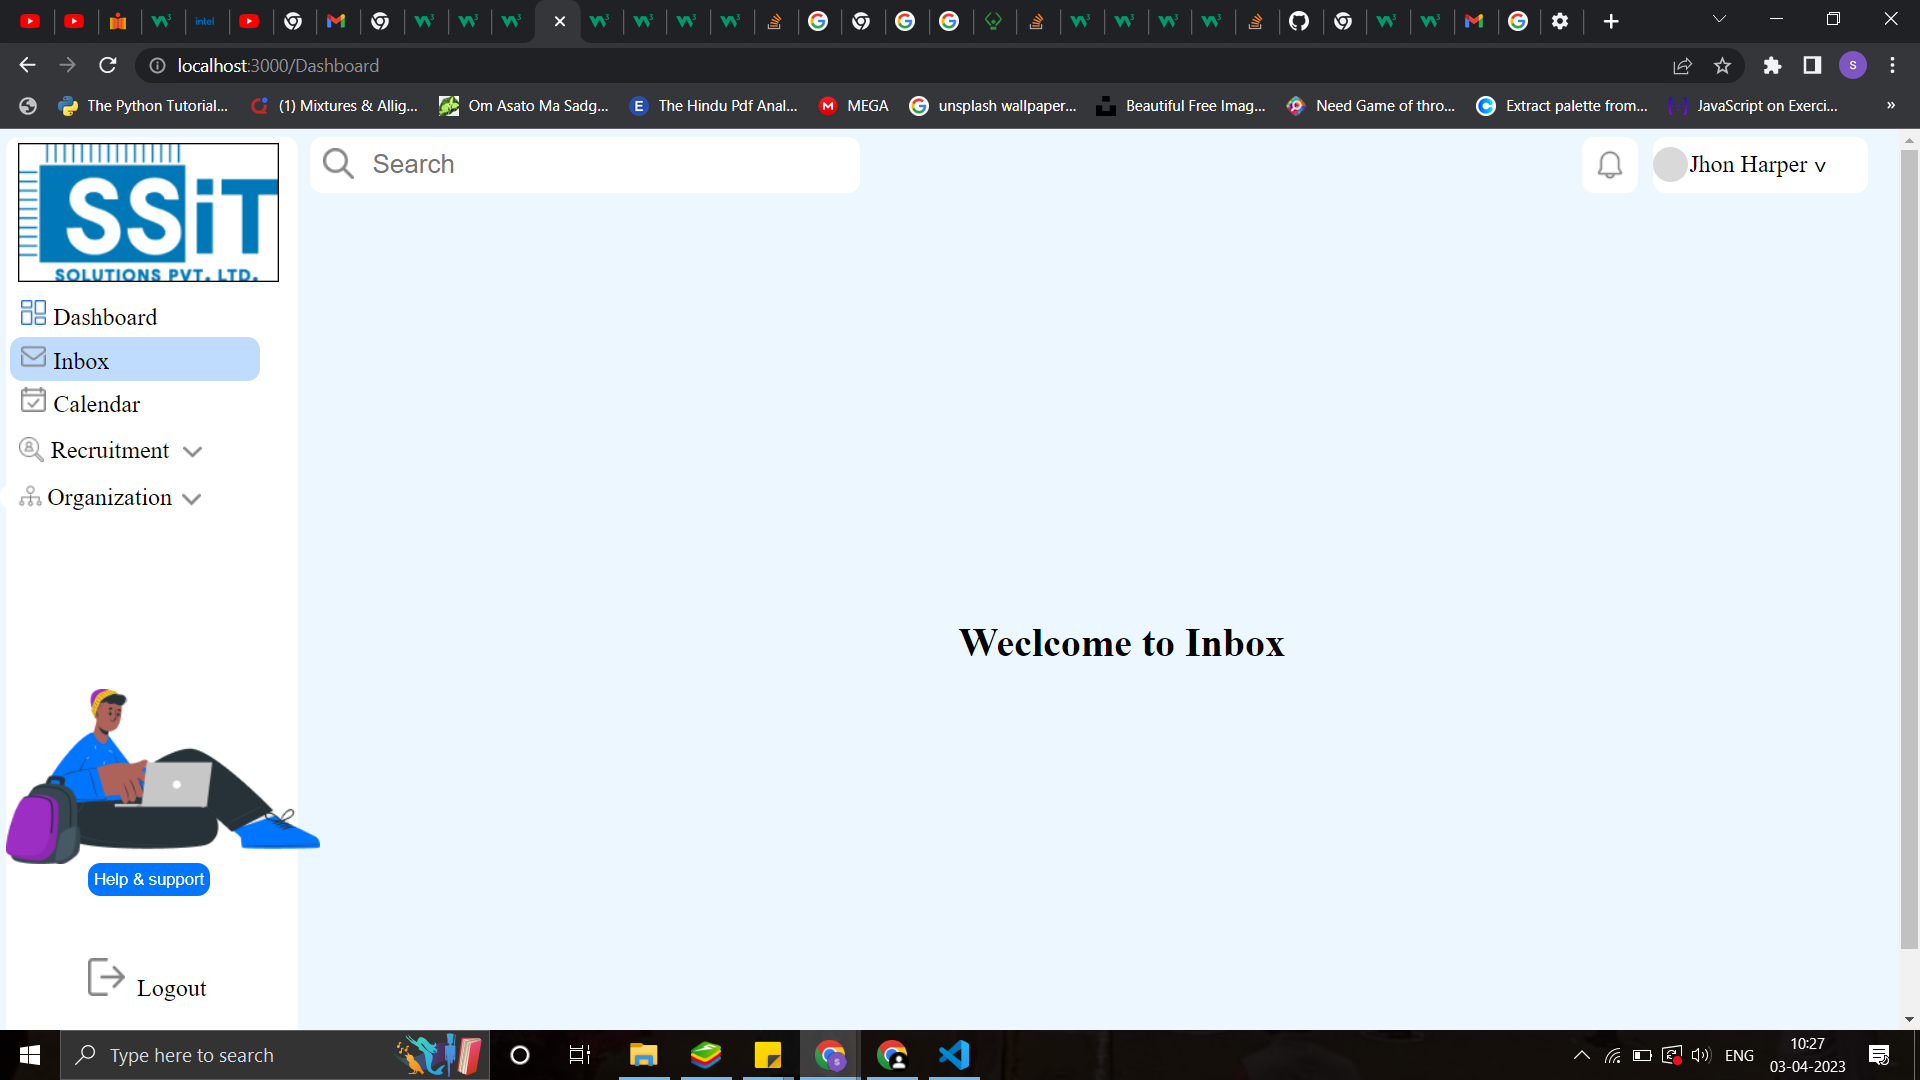 intel
localhost:3000/Dashboard
S
The Python Tutorial...
(1) Mixtures & Allig...
Om Asato Ma Sadg...
E
The Hindu Pdf Anal...
M
MEGA
unsplash wallpaper...
Beautiful Free Imag...
Need Game of thro...
Extract palette from...
JavaScript on Exerci...
»
SSiT
SOLUTIONS PVT. LTD.
Search
Jhon Harper v
Dashboard
Inbox
Calendar
Recruitment
Organization
Weclcome to Inbox
Help & support
Logout
Type here to search
ENG
10:27
03-04-2023